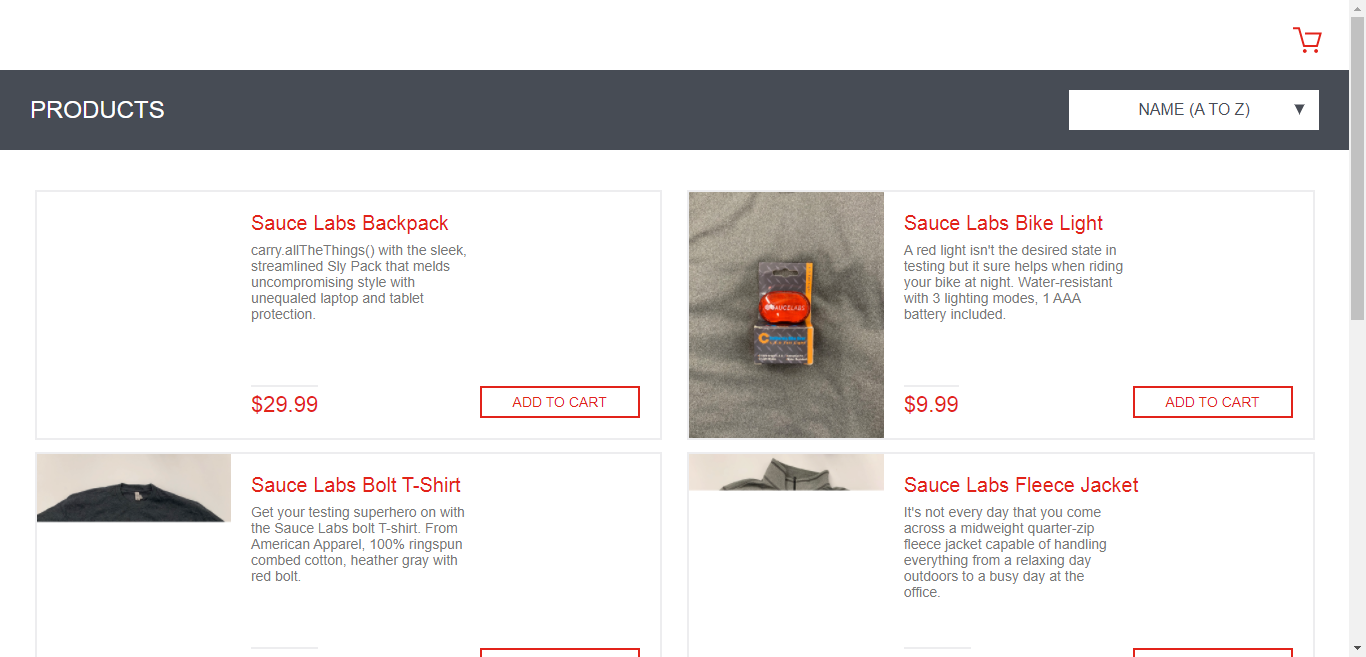 PRODUCTS
NAME (A TO Z)
Sauce Labs Backpack
carry.allTheThings() with the sleek,
streamlined Sly Pack that melds
uncompromising style with
unequaled laptop and tablet
protection.
$29.99
ADD TO CART
Sauce Labs Bike Light
A red light isn't the desired state in
testing but it sure helps when riding
your bike at night. Water-resistant
with 3 lighting modes, 1 AAA
battery included.
$9.99
ADD TO CART
Sauce Labs Bolt T-Shirt
Get your testing superhero on with
the Sauce Labs bolt T-shirt. From
American Apparel, 100% ringspun
combed cotton, heather gray with
red bolt.
Sauce Labs Fleece Jacket
It's not every day that you come
across a midweight quarter-zip
fleece jacket capable of handling
everything from a relaxing day
outdoors to a busy day at the
office.